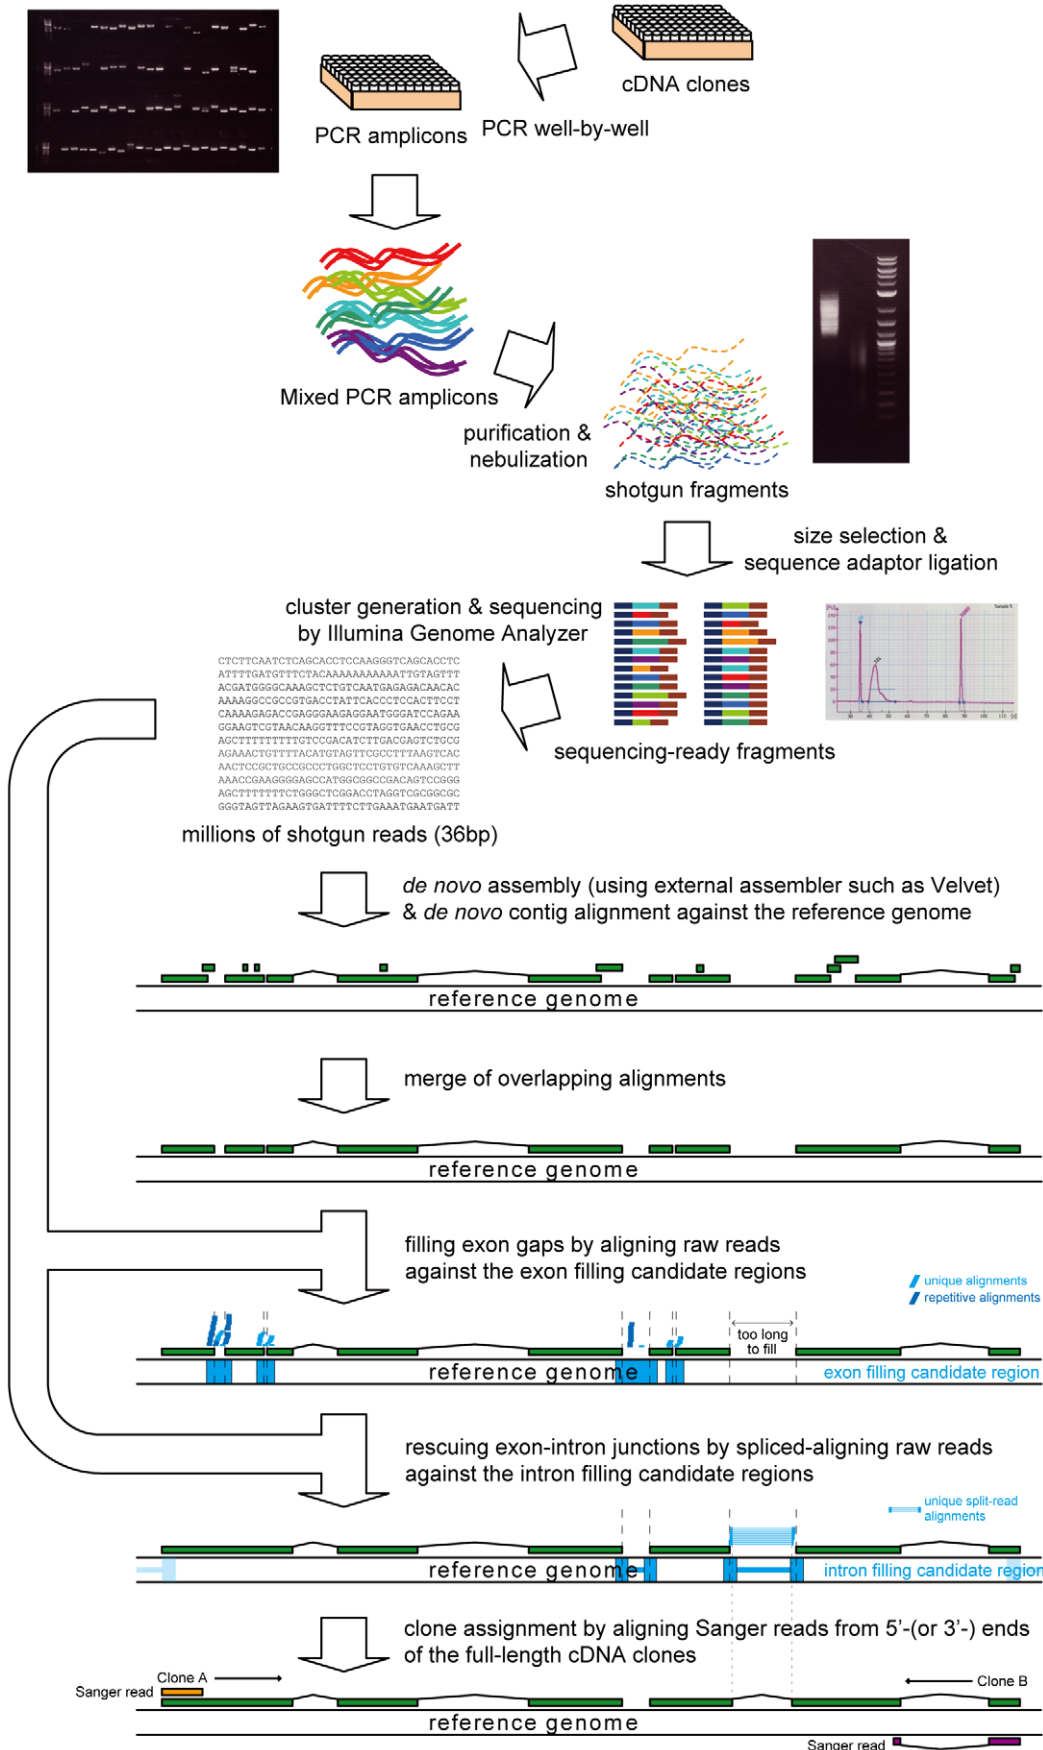 cDNA clones
PCR amplicons
PCR well-by-well
Mixed PCR amplicons
purification &
nebulization
shotgun fragments
size selection &
sequence adaptor ligation
cluster generation & sequencing
by Illumina Genome Analyzer
CTCTTCAATCTCAGCACCTCCAAGGGTCAGCACCTC
ATTTTGATGTTTCTACAAAAAAAAAAATTGTAGTTT
ACGATGGGGCAAAGCTCTGTCAATGAGAGACAACAC
AAAAGGCCGCCGTGACCTATTCACCCTCCACTTCCT
CAAAAGAGACCGAGGGAAGAGGAATGGGATCCAGAA
GGAAGTCGTAACAAGGTTTCCGTAGGTGAACCTGCG
AGCTTTTTTTTTGTCCGACATCTTGACGAGTCTGCG
AGAAACTGTTTTACATGTAGTTCGCCTTTAAGTCAC
AACTCCGCTGCCGCCCTGGCTCCTGTGTCAAAGCTT
AAACCGAAGGGGAGCCATGGCGGCCGACAGTCCGGG
AGCTTTTTTTCTGGGCTCGGACCTAGGTCGCGGCGC
GGGTAGTTAGAAGTGATTTTCTTGAAATGAATGATT
sequencing-ready fragments
millions of shotgun reads (36bp)
de novo assembly (using external assembler such as Velvet)
& de novo contig alignment against the reference genome
reference genome
merge of overlapping alignments
reference genome
filling exon gaps by aligning raw reads
against the exon filling candidate regions
unique alignments
repetitive alignments
too long
to fill
reference genome
exon filling candidate region
rescuing exon-intron junctions by spliced-aligning raw reads
against the intron filling candidate regions
unique split-read
alignments
reference genome
intron filling candidate region
clone assignment by aligning Sanger reads from 5'-(or 3'-) ends
of the full-length cDNA clones
Clone A
Sanger read
Clone B
reference genome
Sanger read